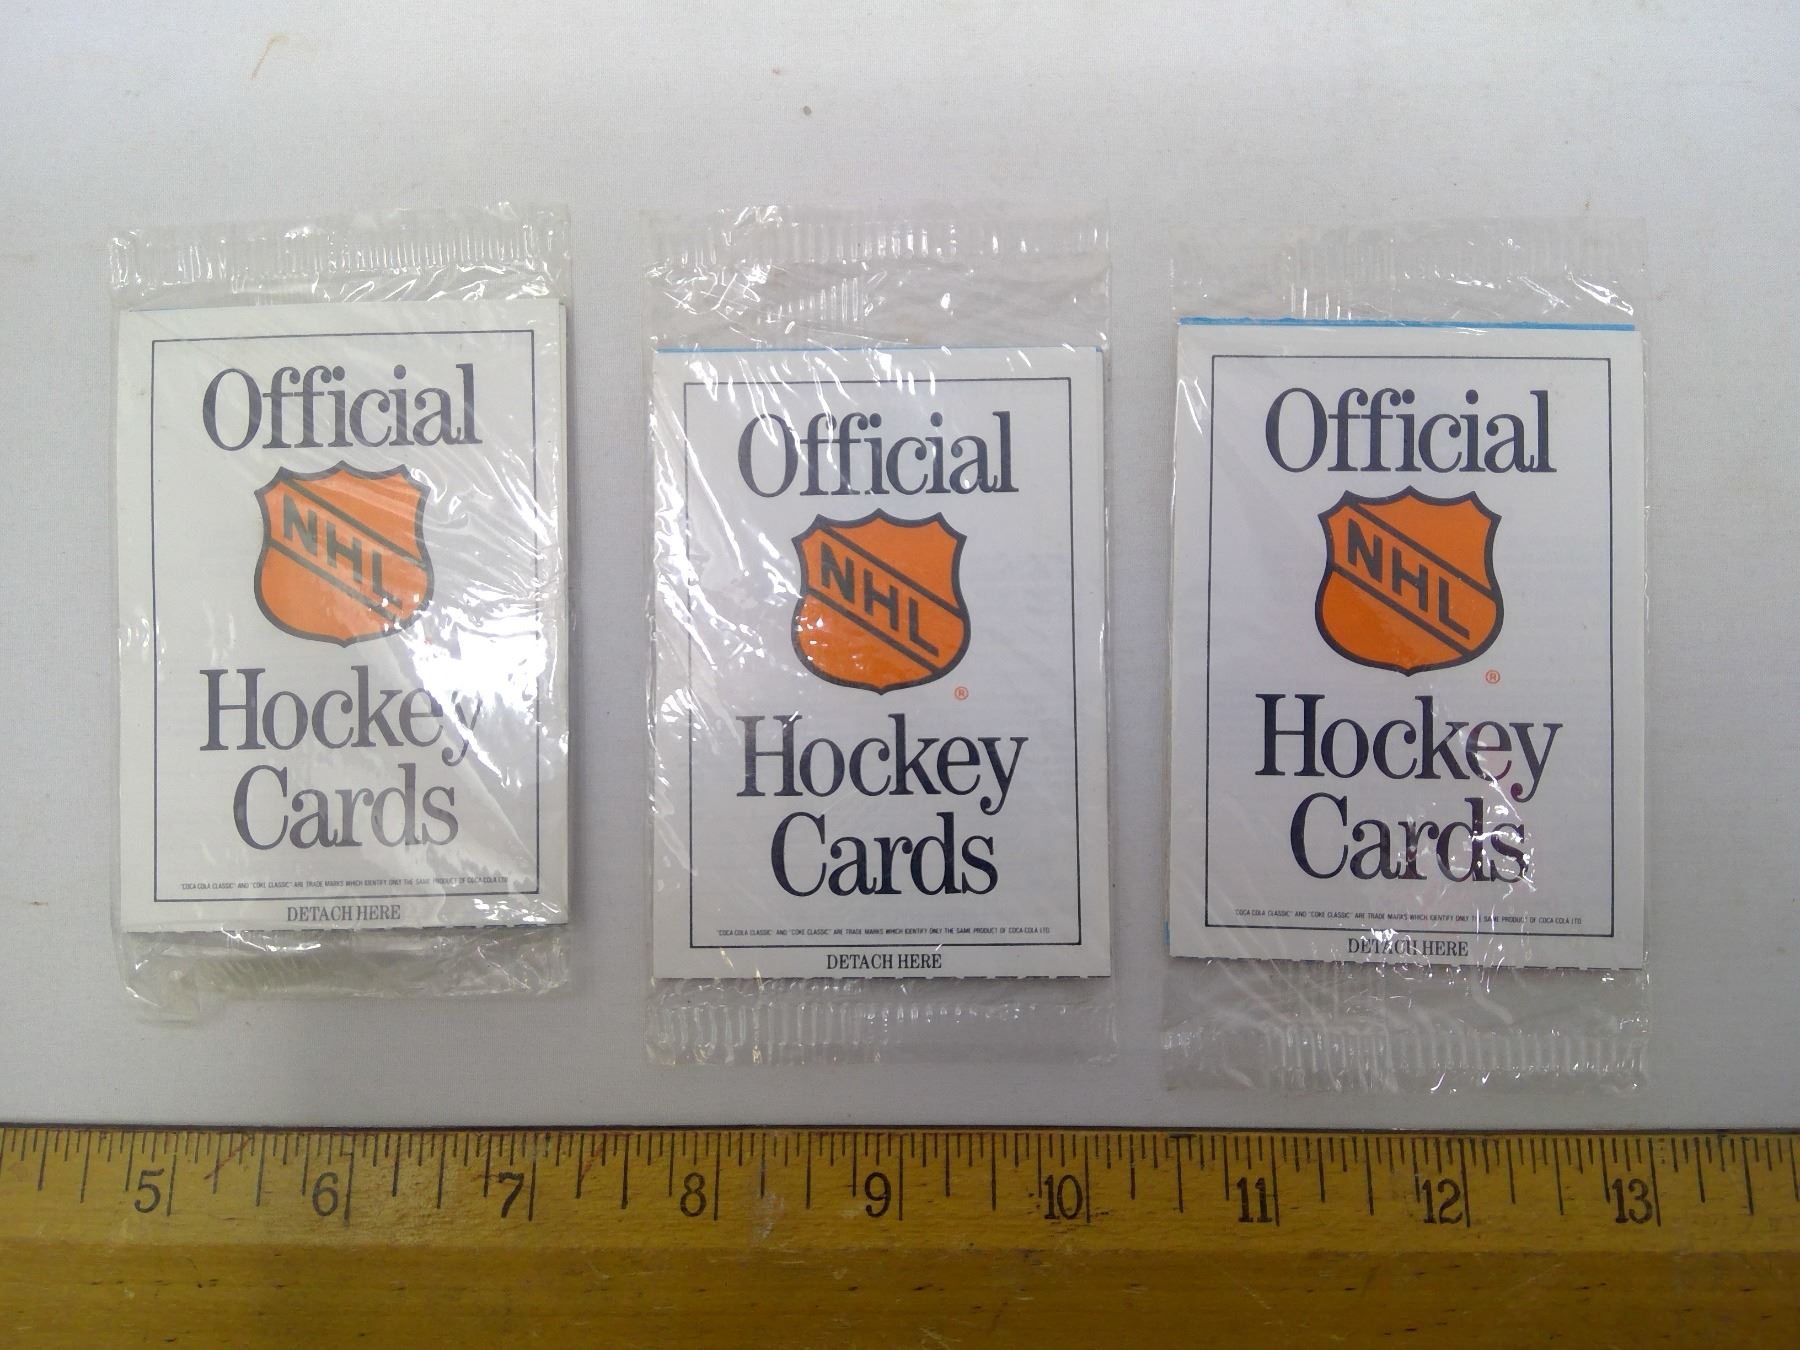 Official
NHL
Hockey
Cards
"COCA COLA CLASSIC" AND "COKE CLASSIC" ARE TRADE MARKS WHICH IDENTIFY ONLY THE SAME PRODUCT OF COCA-COLA LTD
DETACH HERE
Official
NHL
®
Hockey
Cards
"COCA COLA CLASSIC" AND "COKE CLASSIC" ARE TRADE MARKS WHICH IDENTIFY ONLY THE SAME PRODUCT OF COCA-COLA LTD
DETACH HERE
Official
NHL
®
Hockey
Cards
"COCA COLA CLASSIC" AND "COKE CLASSIC" ARE TRADE MARKS WHICH IDENTIFY ONLY THE SAME PRODUCT OF COCA COLA LTD
DETACH HERE
5 6 7 8 9 10 11 12 13